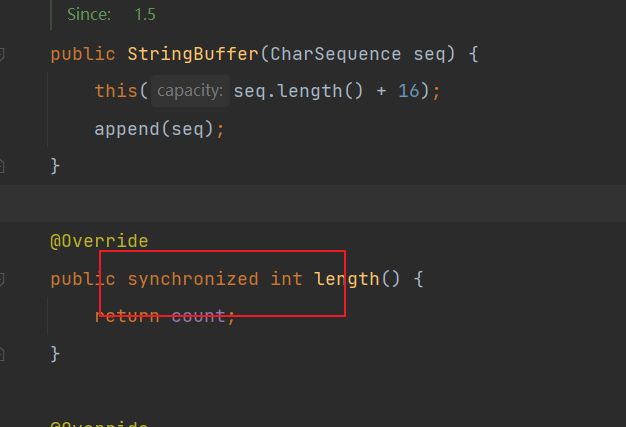 Since: 1.5
public StringBuffer(CharSequence seq) {
this( capacity: seq.length() + 16);
append(seq);
}
@Override
public synchronized int length() {
return count;
}
@Override